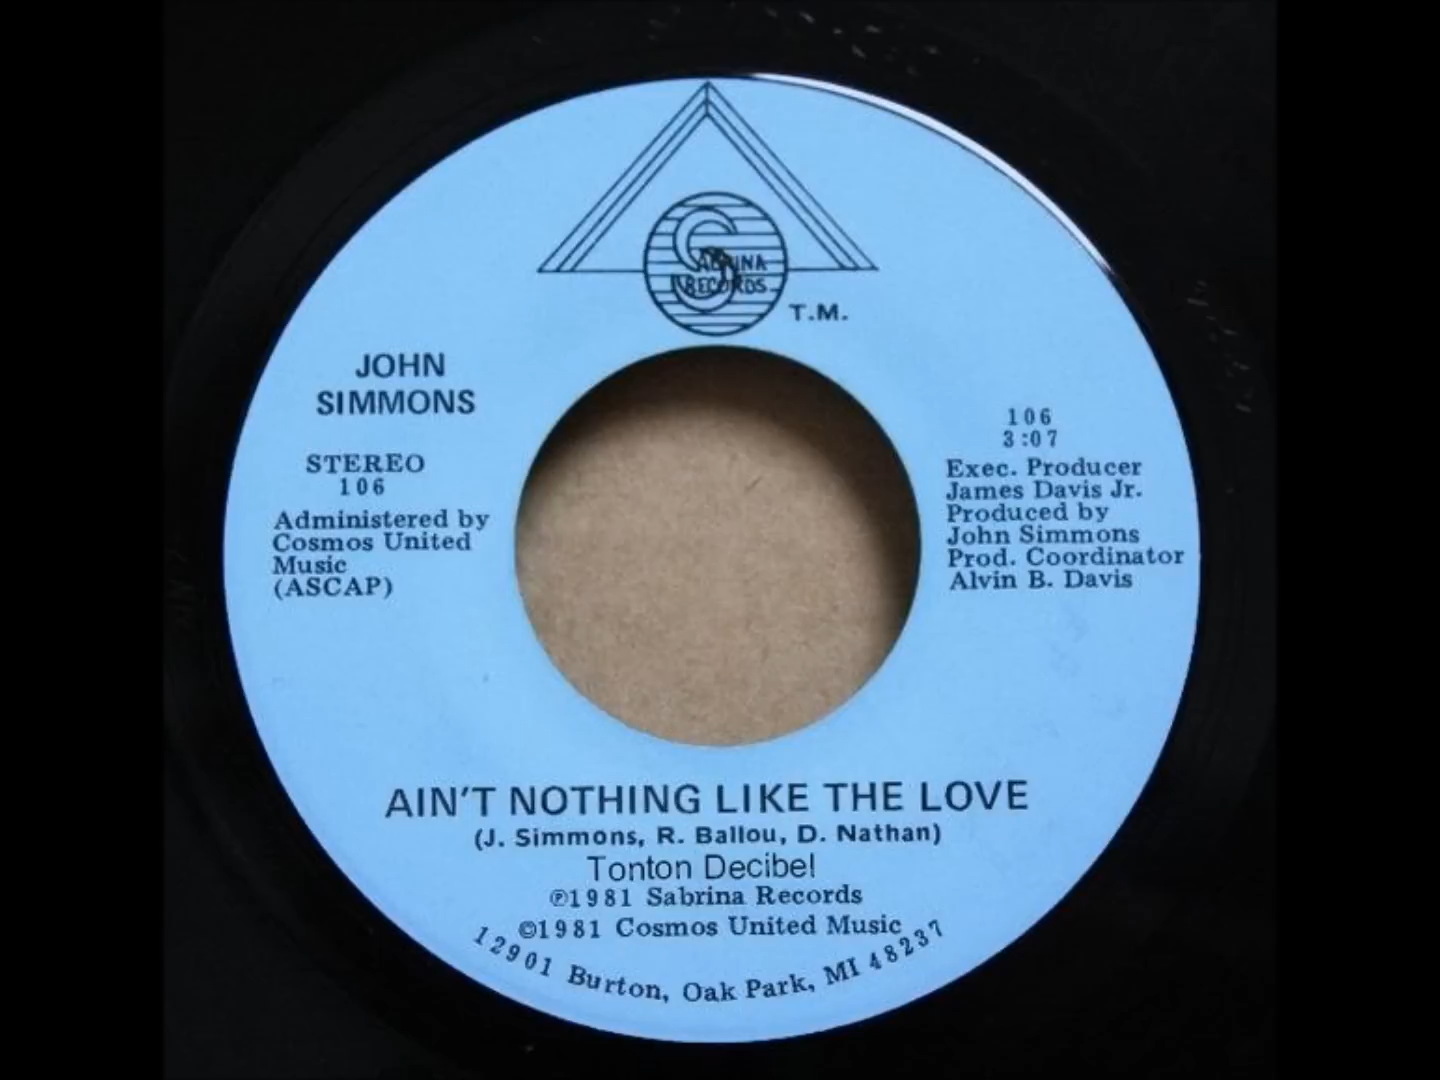 SABRINA
RECORDS
T.M.
JOHN
SIMMONS
STEREO
106
Administered by
Cosmos United
Music
(ASCAP)
106
3:07
Exec. Producer
James Davis Jr.
Produced by
John Simmons
Prod. Coordinator
Alvin B. Davis
AIN'T NOTHING LIKE THE LOVE
(J. Simmons, R. Ballou, D. Nathan)
Tonton Decibel
℗1981 Sabrina Records
©1981 Cosmos United Music
12901 Burton, Oak Park, MI 48237